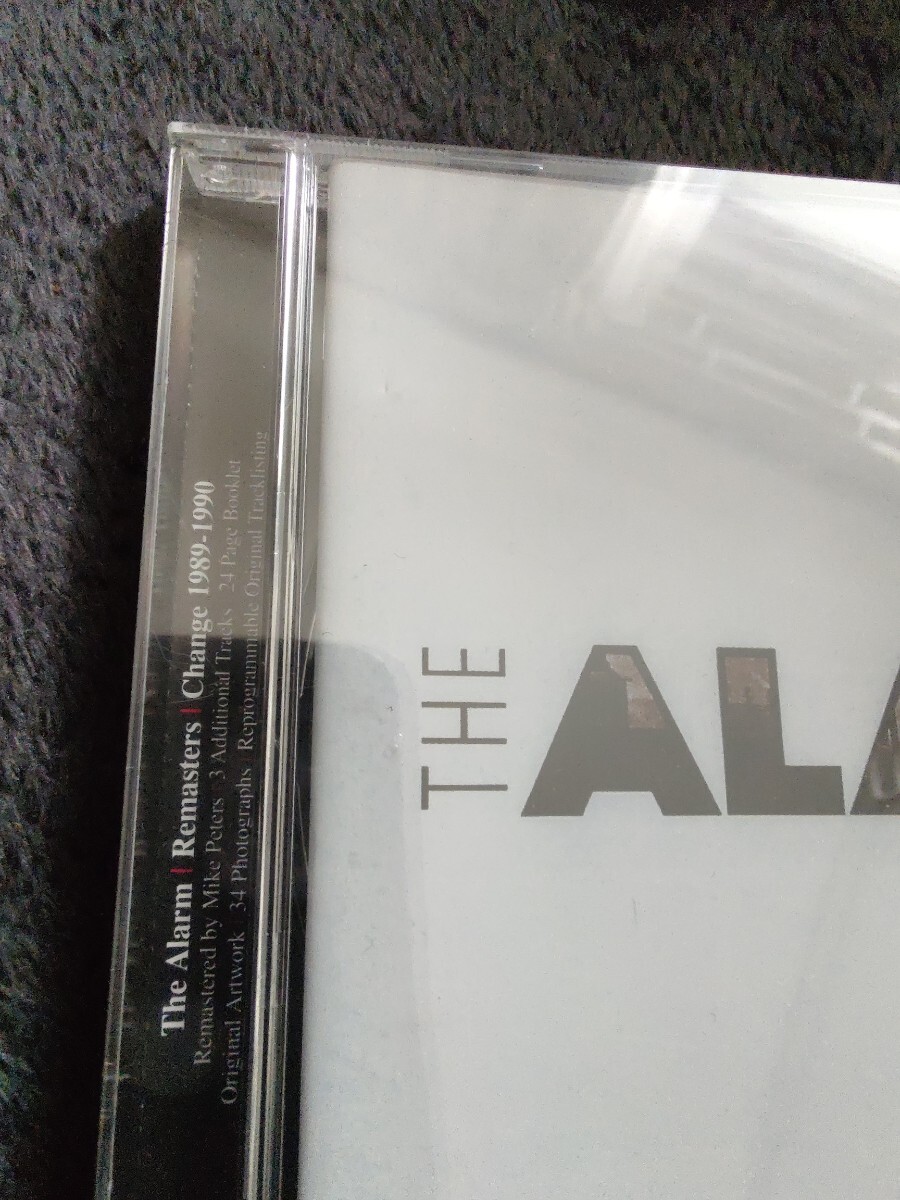 The Alarm | Remasters | Change 1989-1990
Remastered by Mike Peters 3 Additional Tracks 24 Page Booklet
Original Artwork 34 Photographs Reprogrammable Original Tracklisting
THE ALA